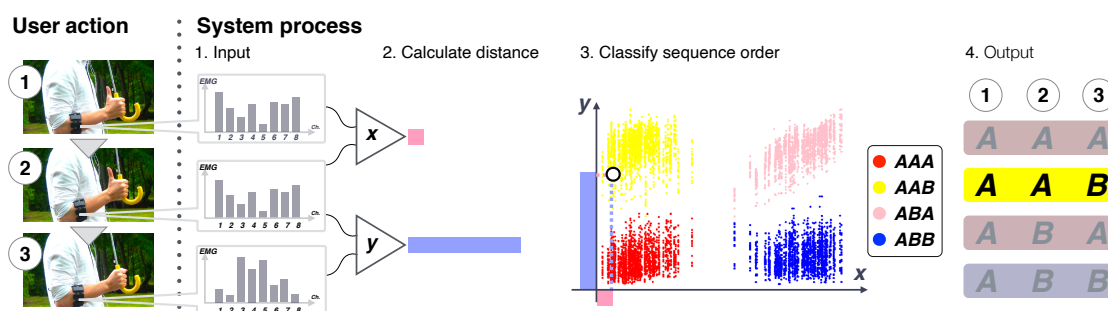 User action
System process
1. Input
2. Calculate distance
3. Classify sequence order
4. Output
1
EMG
Ch.
1 2 3 4 5 6 7 8
2
EMG
1 2 3 4 5 6 7 8
3
EMG
Ch.
1 2 3 4 5 6 7 8
x
y
y
x
AAA
AAB
ABA
ABB
1 2 3
A A A
A A B
A B A
A B B